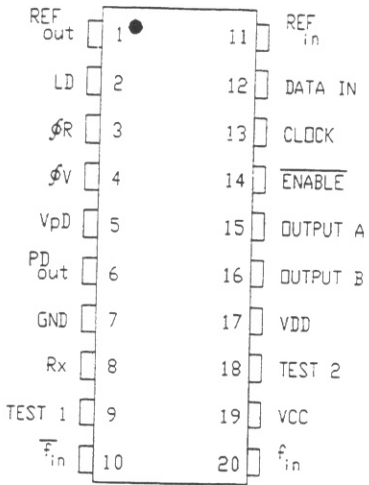 REF out 1 11 REF in
LD 2 12 DATA IN
ϕR 3 13 CLOCK
ϕV 4 14 ENABLE
VpD 5 15 OUTPUT A
PD out 6 16 OUTPUT B
GND 7 17 VDD
Rx 8 18 TEST 2
TEST 1 9 19 VCC
f in 10 20 f in